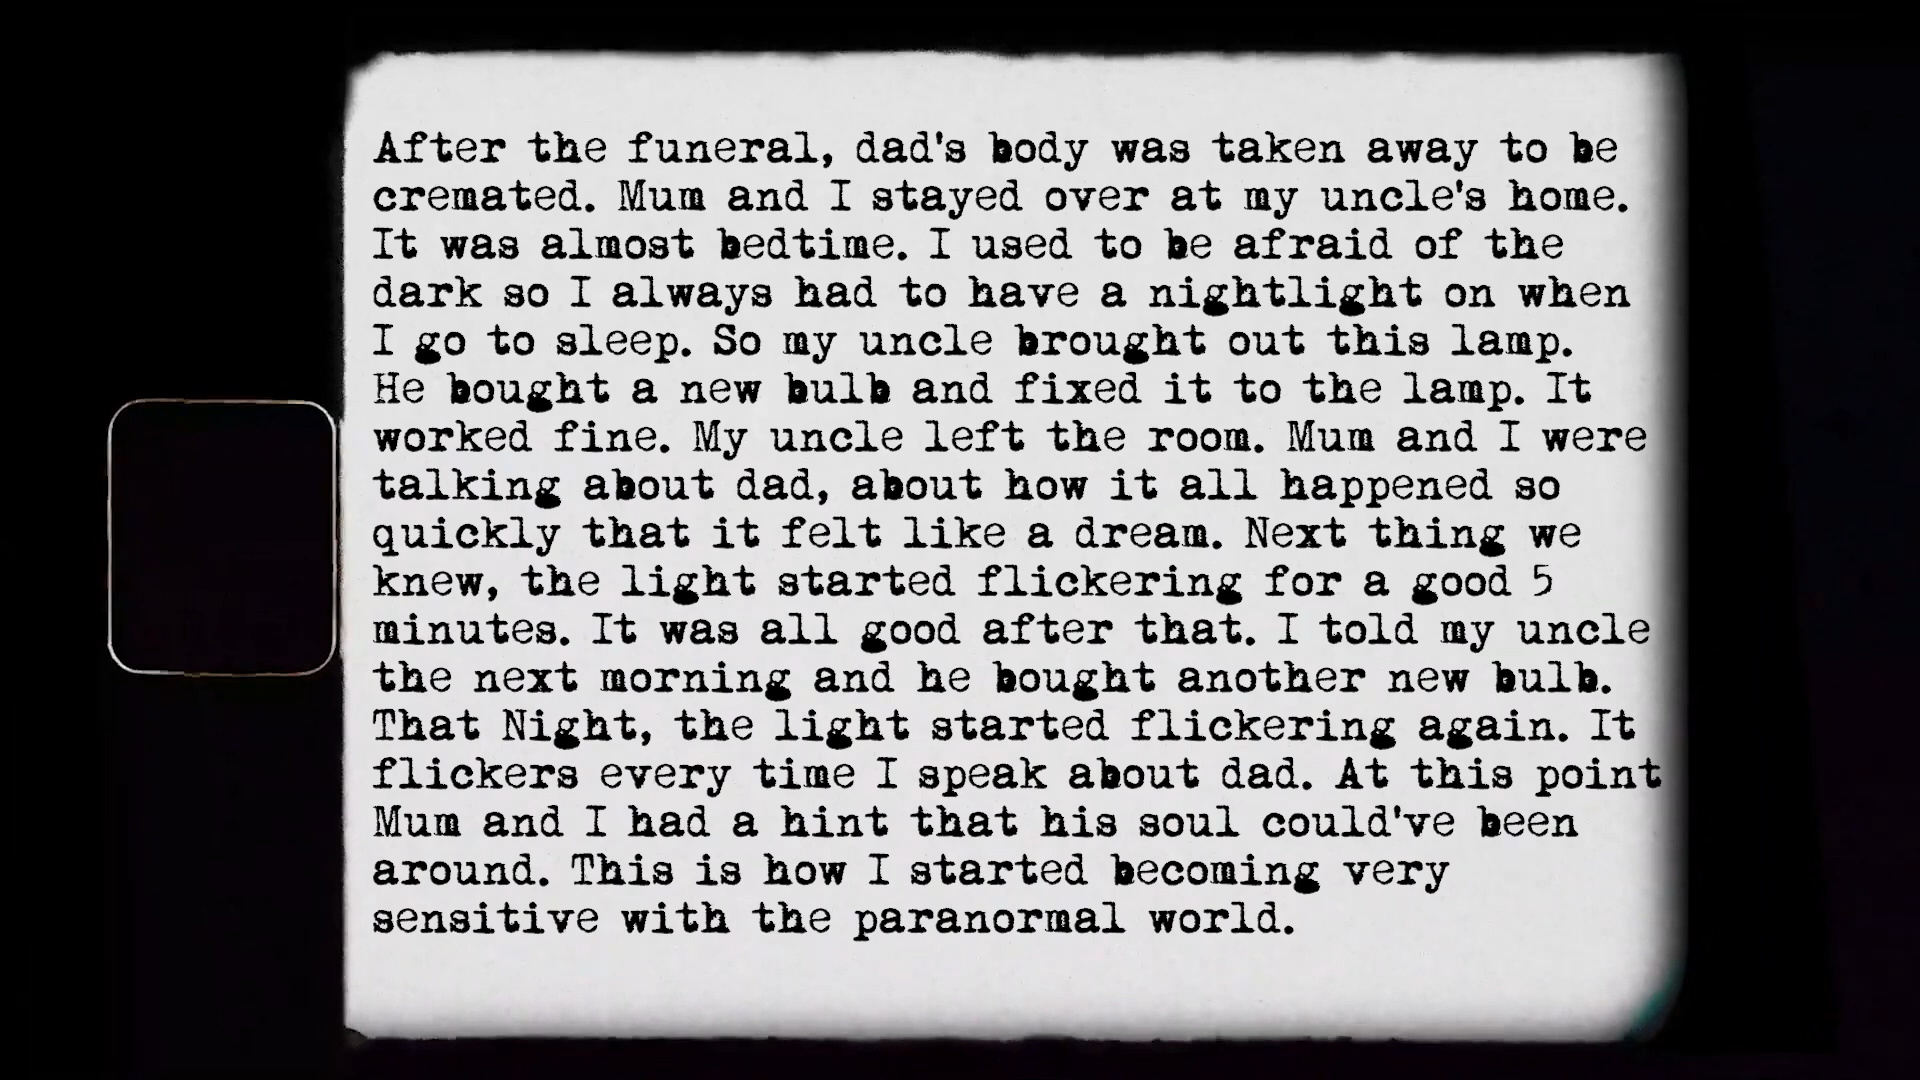 After the funeral, dad's body was taken away to be
cremated. Mum and I stayed over at my uncle's home.
It was almost bedtime. I used to be afraid of the
dark so I always had to have a nightlight on when
I go to sleep. So my uncle brought out this lamp.
He bought a new bulb and fixed it to the lamp. It
worked fine. My uncle left the room. Mum and I were
talking about dad, about how it all happened so
quickly that it felt like a dream. Next thing we
knew, the light started flickering for a good 5
minutes. It was all good after that. I told my uncle
the next morning and he bought another new bulb.
That Night, the light started flickering again. It
flickers every time I speak about dad. At this point
Mum and I had a hint that his soul could've been
around. This is how I started becoming very
sensitive with the paranormal world.